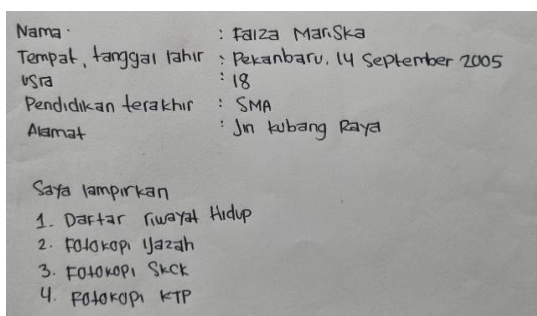 Nama : Faiza Mariska
Tempat, tanggal lahir : Pekanbaru, 14 September 2005
Usia : 18
Pendidikan terakhir : SMA
Alamat : Jln kubang Raya
Saya lampirkan
1. Daftar riwayat Hidup
2. Fotokopi Ijazah
3. Fotokopi Skck
4. Fotokopi KTP